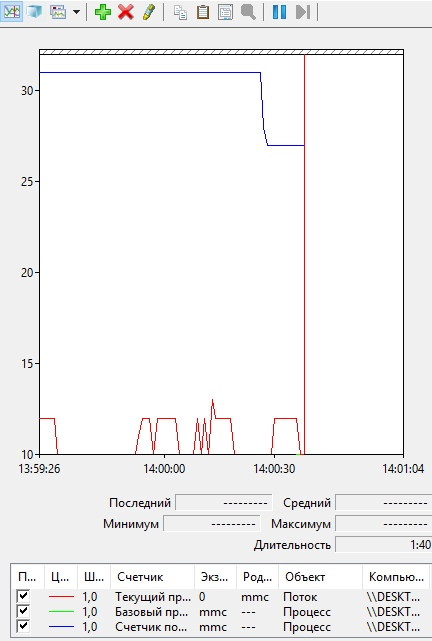 30
25
20
15
10
13:59:26 14:00:00 14:00:30 14:01:04
Последний --------- Средний ---------
Минимум --------- Максимум ---------
Длительность 1:40
П... Ц... Ш... Счетчик Экз... Род... Объект Компью...
1,0 Текущий пр... 0 mmc Поток \\DESKT...
1,0 Базовый пр... mmc --- Процесс \\DESKT...
1,0 Счетчик по... mmc --- Процесс \\DESKT...